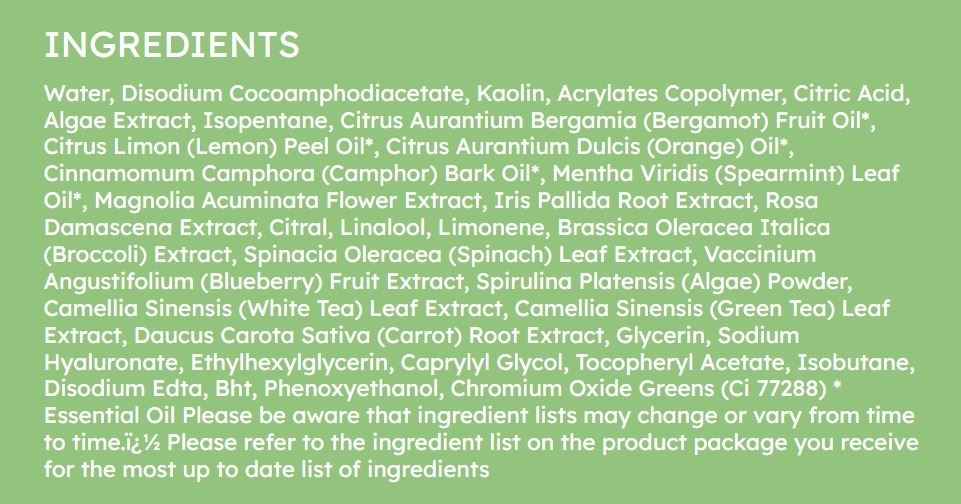 INGREDIENTS
Water, Disodium Cocoamphodiacetate, Kaolin, Acrylates Copolymer, Citric Acid,
Algae Extract, Isopentane, Citrus Aurantium Bergamia (Bergamot) Fruit Oil*,
Citrus Limon (Lemon) Peel Oil*, Citrus Aurantium Dulcis (Orange) Oil*,
Cinnamomum Camphora (Camphor) Bark Oil*, Mentha Viridis (Spearmint) Leaf
Oil*, Magnolia Acuminata Flower Extract, Iris Pallida Root Extract, Rosa
Damascena Extract, Citral, Linalool, Limonene, Brassica Oleracea Italica
(Broccoli) Extract, Spinacia Oleracea (Spinach) Leaf Extract, Vaccinium
Angustifolium (Blueberry) Fruit Extract, Spirulina Platensis (Algae) Powder,
Camellia Sinensis (White Tea) Leaf Extract, Camellia Sinensis (Green Tea) Leaf
Extract, Daucus Carota Sativa (Carrot) Root Extract, Glycerin, Sodium
Hyaluronate, Ethylhexylglycerin, Caprylyl Glycol, Tocopheryl Acetate, Isobutane,
Disodium Edta, Bht, Phenoxyethanol, Chromium Oxide Greens (Ci 77288) *
Essential Oil Please be aware that ingredient lists may change or vary from time
to time.ï¿½ Please refer to the ingredient list on the product package you receive
for the most up to date list of ingredients